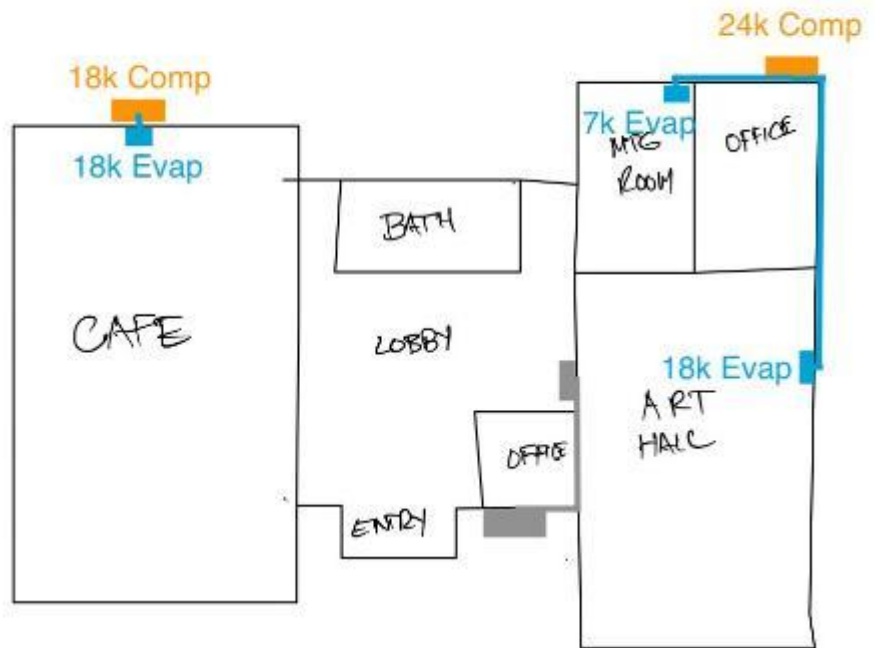 24k Comp
18k Comp
18k Evap
7k Evap
MTG
ROOM
OFFICE
BATH
CAFE
LOBBY
18k Evap
ART
HALL
OFFICE
ENTRY